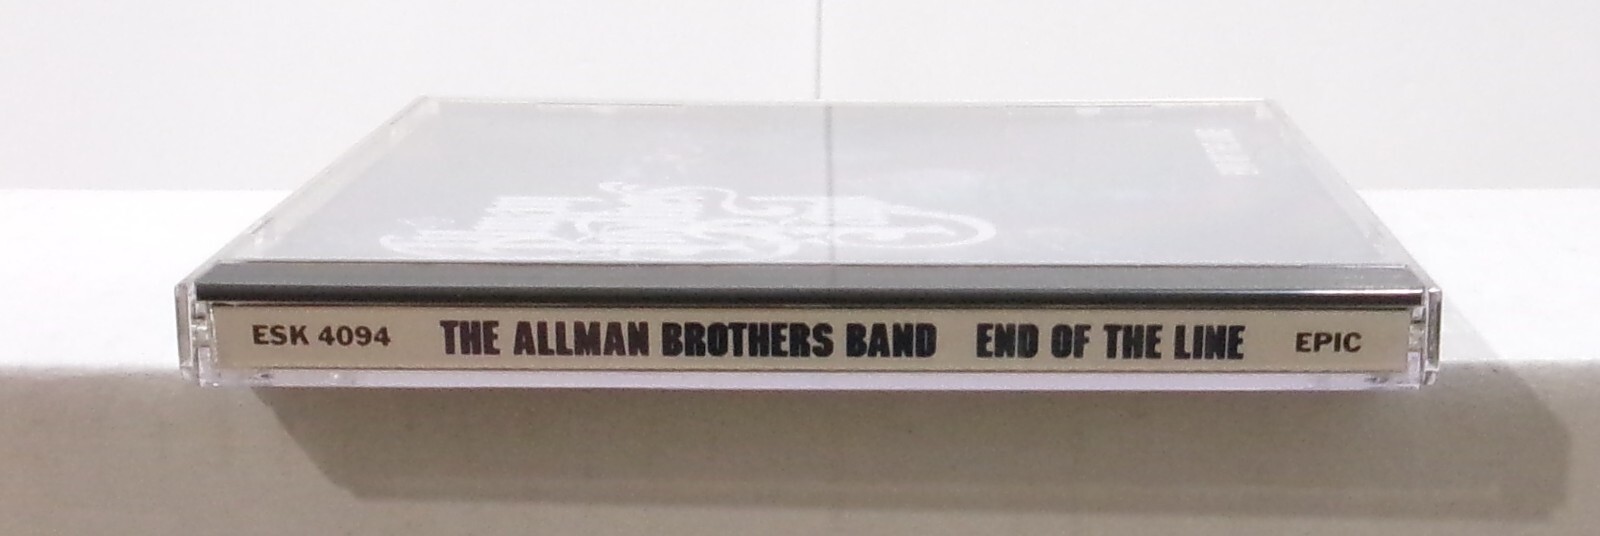 ESK 4094 THE ALLMAN BROTHERS BAND END OF THE LINE EPIC